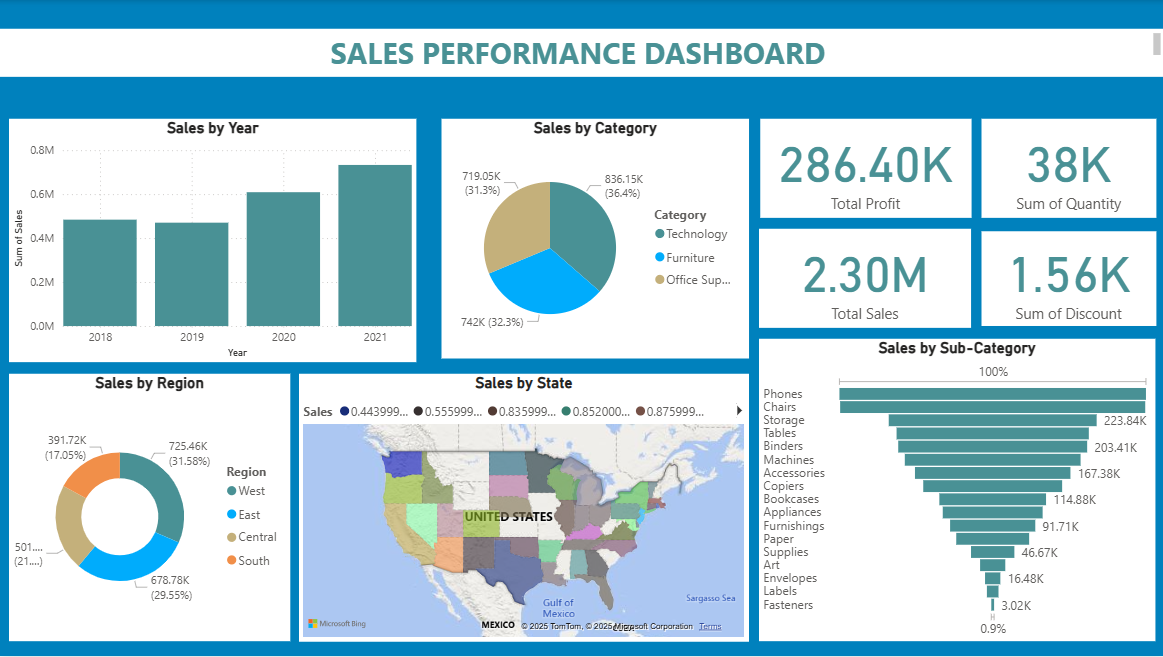 SALES PERFORMANCE DASHBOARD
Sales by Year
0.8M
0.6M
0.4M
0.2M
0.0M
Sum of Sales
2018 2019 2020 2021
Year
Sales by Category
719.05K
(31.3%)
836.15K
(36.4%)
742K (32.3%)
Category
Technology
Furniture
Office Sup...
286.40K
Total Profit
38K
Sum of Quantity
2.30M
Total Sales
1.56K
Sum of Discount
Sales by Region
391.72K
(17.05%)
725.46K
(31.58%)
501....
(21....)
678.78K
(29.55%)
Region
West
East
Central
South
Sales by State
Sales 0.443999... 0.555999... 0.835999... 0.852000... 0.875999...
UNITED STATES
Gulf of
Mexico
Sargasso Sea
MEXICO
Microsoft Bing
© 2025 TomTom, © 2025 Microsoft Corporation Terms
Sales by Sub-Category
100%
Phones
Chairs
Storage 223.84K
Tables
Binders 203.41K
Machines
Accessories 167.38K
Copiers
Bookcases 114.88K
Appliances
Furnishings 91.71K
Paper
Supplies 46.67K
Art
Envelopes 16.48K
Labels
Fasteners 3.02K
0.9%